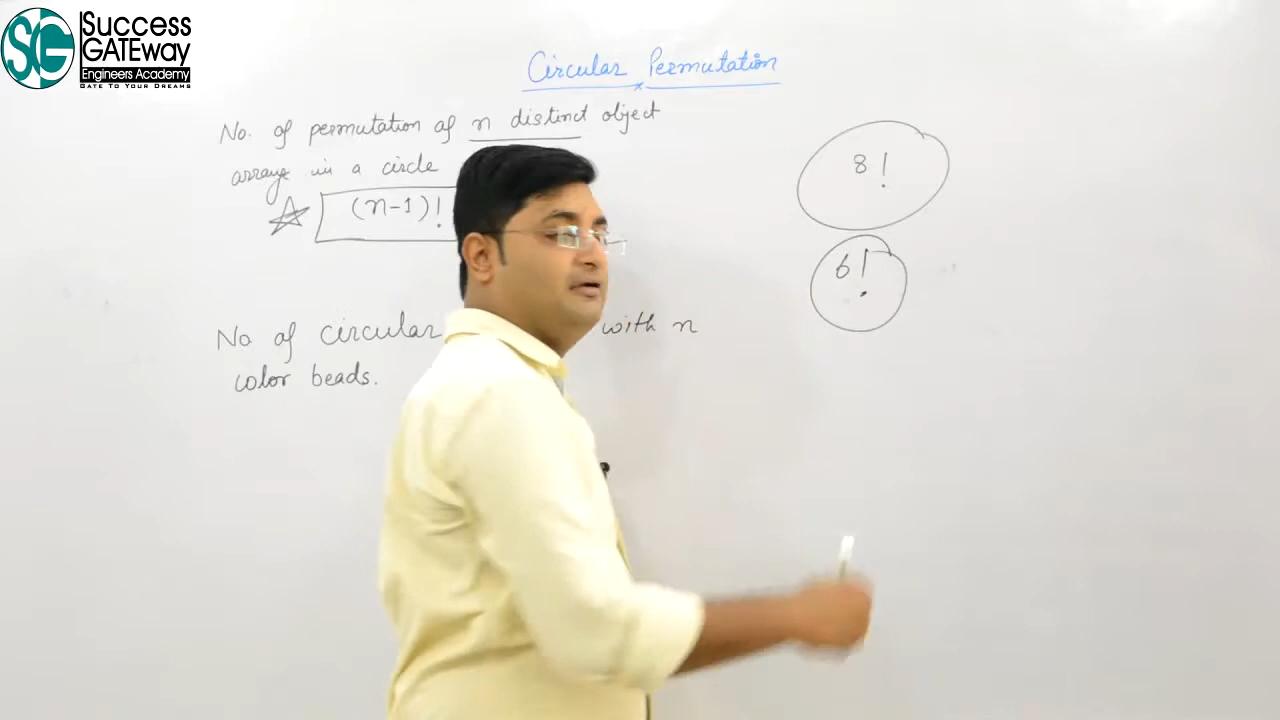 SG
Success
GATEway
Engineers Academy
GATE TO YOUR DREAMS
Circular Permutation
No. of permutation of n distinct object
arrange in a circle
(n-1)!
No of circular with n
color beads.
8!
6!